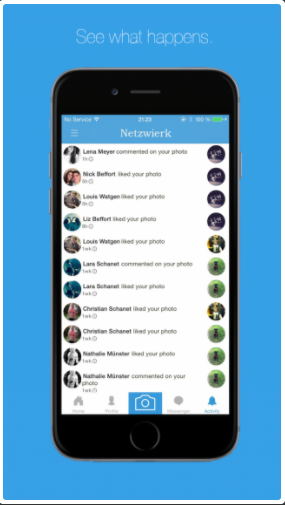 See what happens.
No Service 21:23 100 %
Netzwierk
Lena Meyer commented on your photo
1h
Nick Beffort liked your photo
8h
Louis Watgen liked your photo
8h
Liz Beffort liked your photo
8h
Louis Watgen liked your photo
1wk
Lars Schanet commented on your photo
1wk
Lars Schanet liked your photo
1wk
Christian Schanet liked your photo
1wk
Christian Schanet liked your photo
1wk
Nathalie Münster liked your photo
1wk
Nathalie Münster commented on your
photo
1wk
Home Profile Messenger Activity